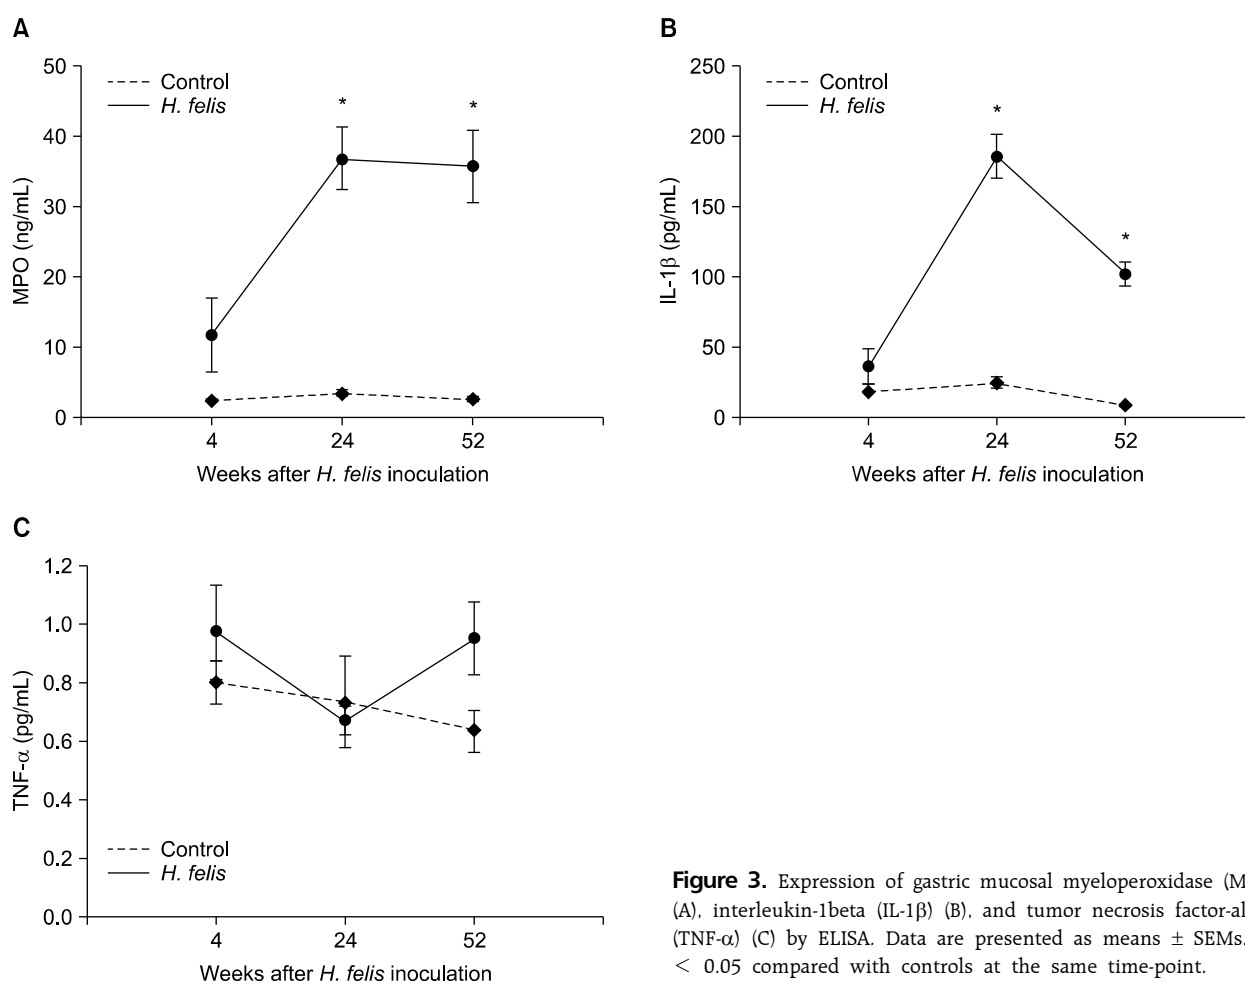 A
50
40
30
20
10
0
MPO (ng/mL)
Control
H. felis
*
*
4
24
52
Weeks after H. felis inoculation
B
250
200
150
100
50
0
IL-1β (pg/mL)
Control
H. felis
*
*
4
24
52
Weeks after H. felis inoculation
C
1.2
1.0
0.8
0.6
0.4
0.2
0.0
TNF-α (pg/mL)
Control
H. felis
4
24
52
Weeks after H. felis inoculation
Figure 3. Expression of gastric mucosal myeloperoxidase (M
(A), interleukin-1beta (IL-1β) (B), and tumor necrosis factor-al
(TNF-α) (C) by ELISA. Data are presented as means ± SEMs.
< 0.05 compared with controls at the same time-point.